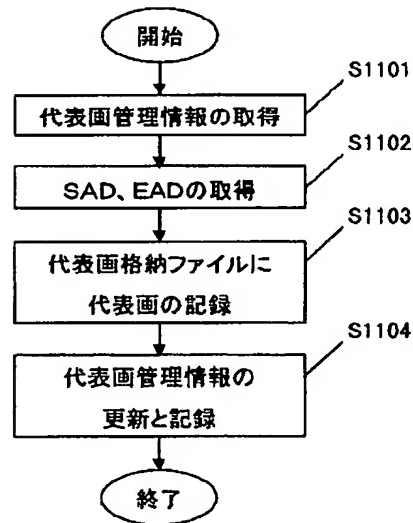 開始
S1101
代表画管理情報の取得
S1102
SAD、EADの取得
S1103
代表画格納ファイルに
代表画の記録
S1104
代表画管理情報の
更新と記録
終了